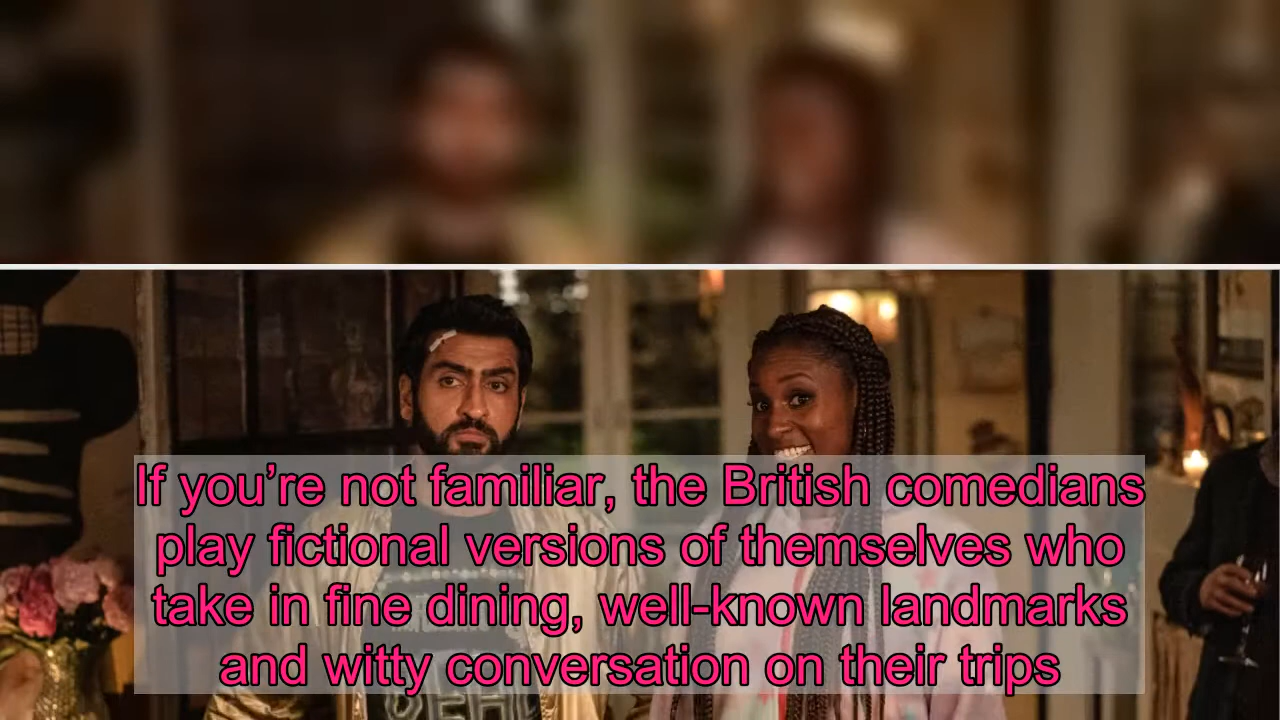 If you’re not familiar, the British comedians
play fictional versions of themselves who
take in fine dining, well-known landmarks
and witty conversation on their trips